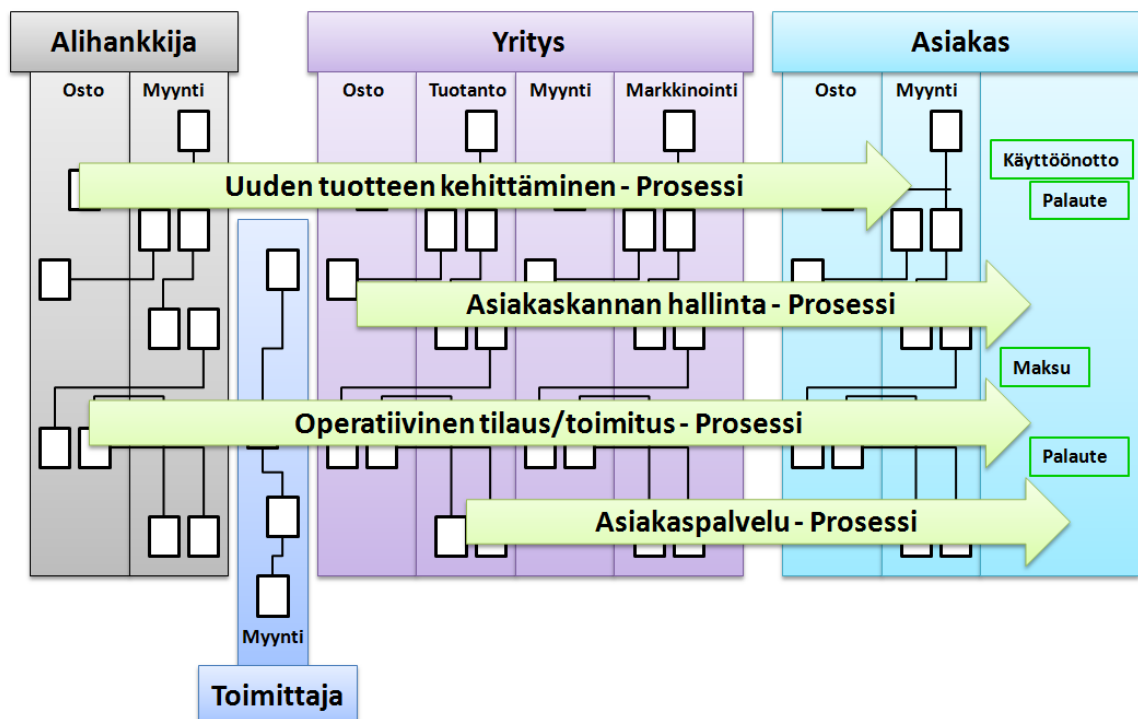 Alihankkija
Yritys
Asiakas
Osto
Myynti
Osto
Tuotanto
Myynti
Markkinointi
Osto
Myynti
Käyttöönotto
Uuden tuotteen kehittäminen - Prosessi
Palaute
Asiakaskannan hallinta - Prosessi
Maksu
Operatiivinen tilaus/toimitus - Prosessi
Palaute
Asiakaspalvelu - Prosessi
Myynti
Toimittaja